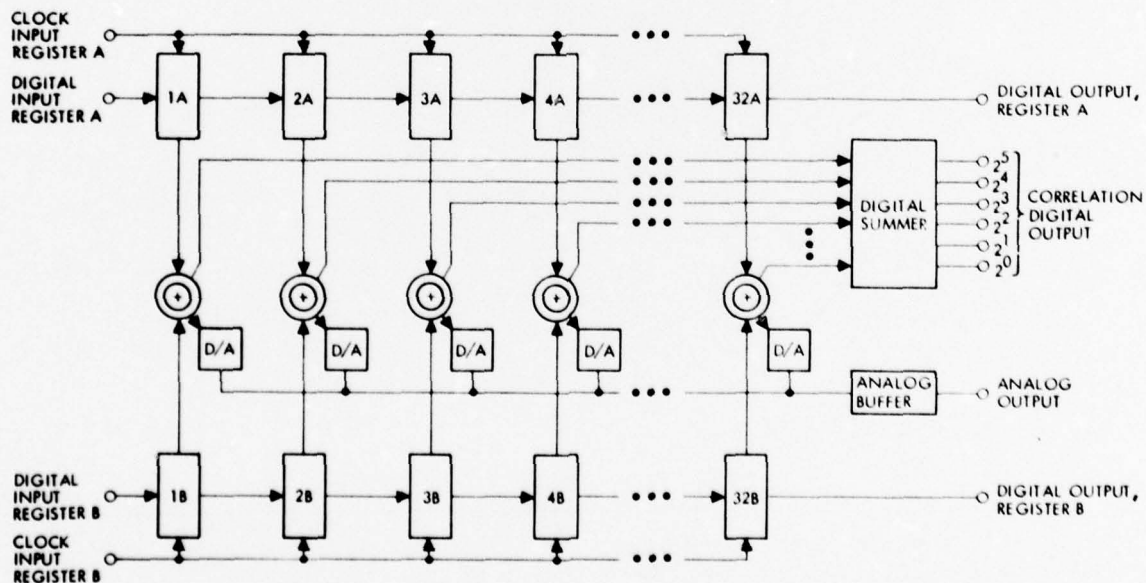 CLOCK
INPUT
REGISTER A
DIGITAL
INPUT
REGISTER A
1A
2A
3A
4A
32A
DIGITAL OUTPUT,
REGISTER A
DIGITAL
SUMMER
2^5
2^4
2^3
2^2
2^1
2^0
CORRELATION
DIGITAL
OUTPUT
+
+
+
+
+
D/A
D/A
D/A
D/A
D/A
ANALOG
BUFFER
ANALOG
OUTPUT
DIGITAL
INPUT
REGISTER B
1B
2B
3B
4B
32B
DIGITAL OUTPUT,
REGISTER B
CLOCK
INPUT
REGISTER B